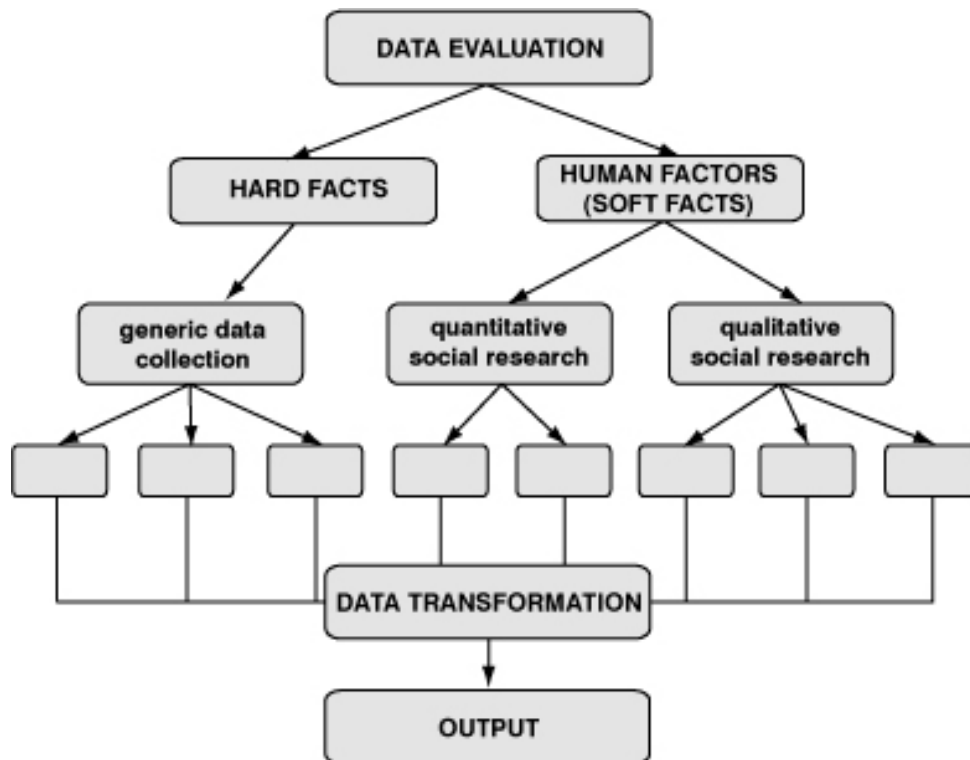 DATA EVALUATION
HARD FACTS
HUMAN FACTORS
(SOFT FACTS)
generic data
collection
quantitative
social research
qualitative
social research
DATA TRANSFORMATION
OUTPUT